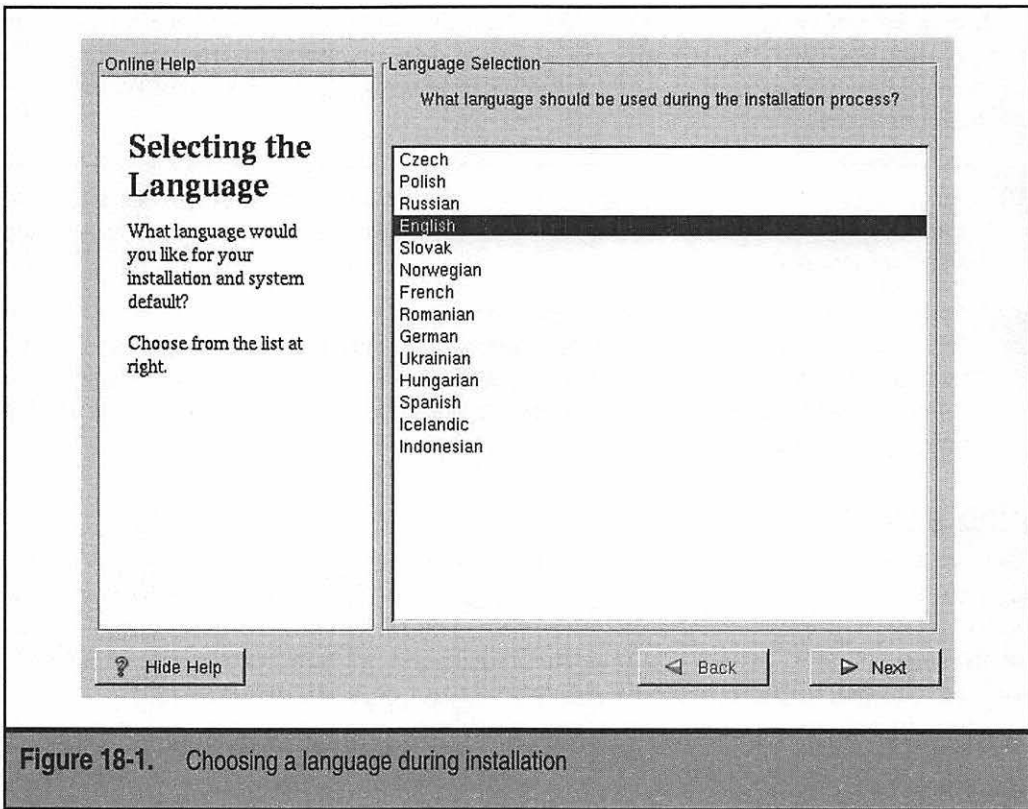 Online Help
Selecting the
Language
What language would
you like for your
installation and system
default?
Choose from the list at
right.
Language Selection
What language should be used during the installation process?
Czech
Polish
Russian
English
Slovak
Norwegian
French
Romanian
German
Ukrainian
Hungarian
Spanish
Icelandic
Indonesian
? Hide Help
Back
Next
Figure 18-1. Choosing a language during installation